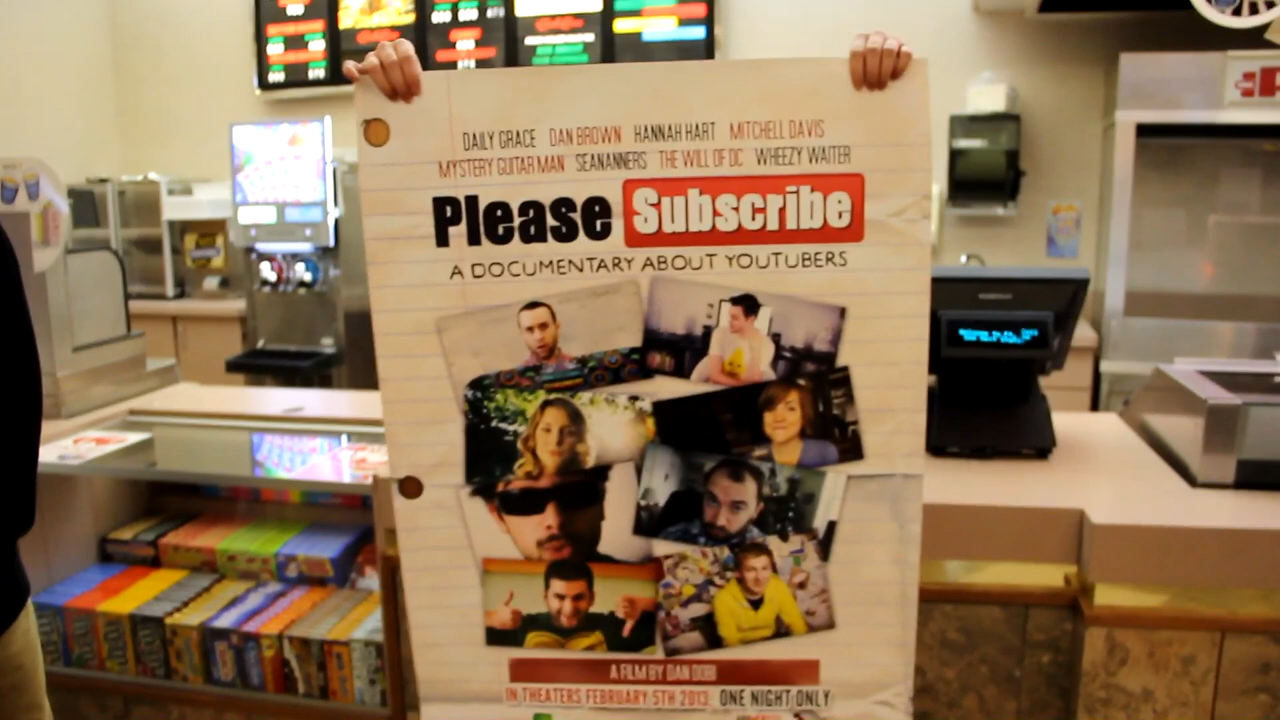 DAILY GRACE DAN BROWN HANNAH HART MITCHELL DAVIS
MYSTERY GUITAR MAN SEANANNERS THE WILL OF DC WHEEZY WAITER
Please Subscribe
A DOCUMENTARY ABOUT YOUTUBERS
A FILM BY DAN DOBI
IN THEATERS FEBRUARY 5TH 2013. ONE NIGHT ONLY